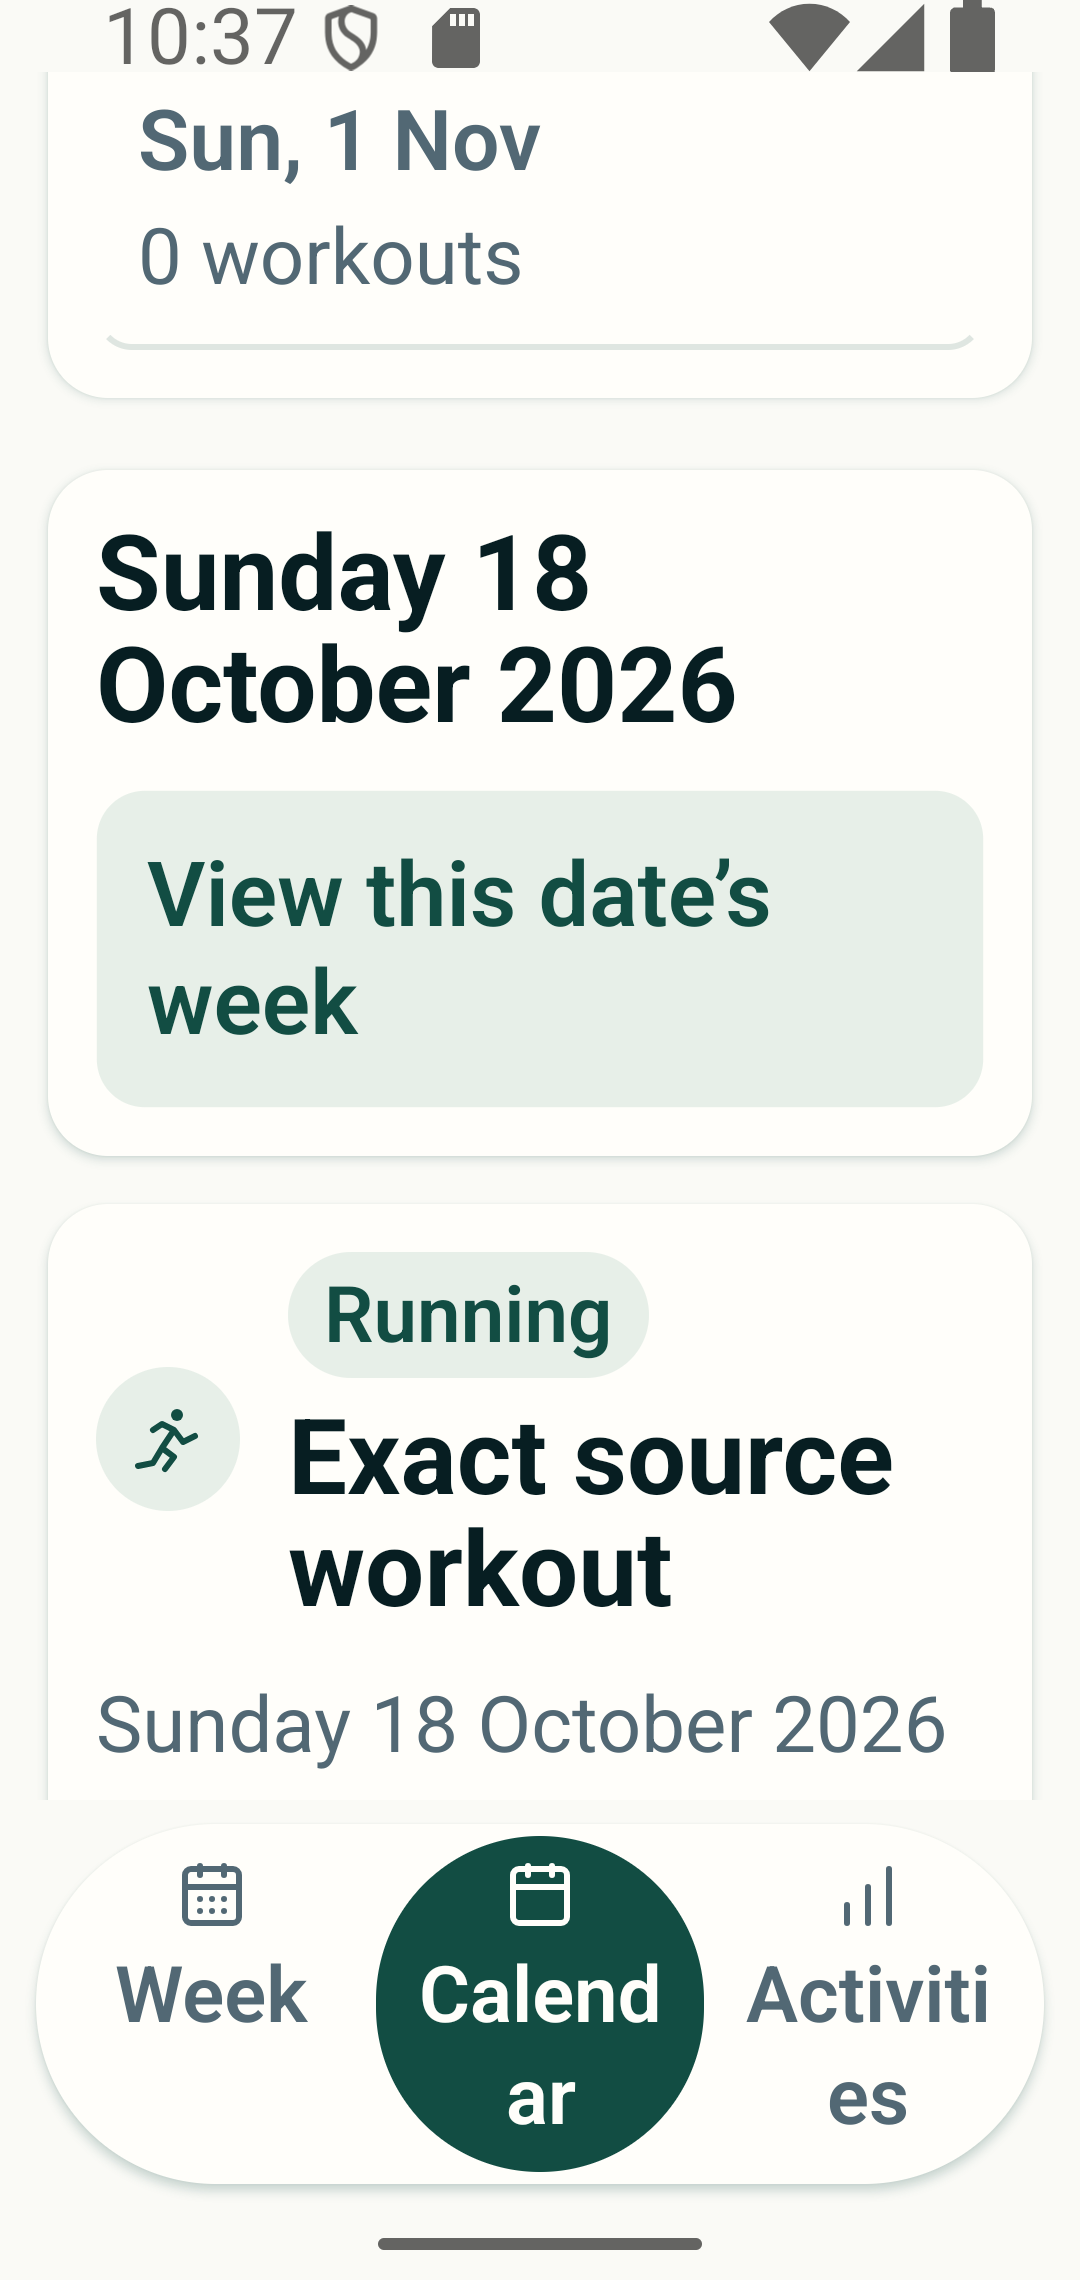 10:37
Sun, 1 Nov
0 workouts
Sunday 18
October 2026
View this date’s
week
Running
Exact source
workout
Sunday 18 October 2026
Week
Calend
ar
Activiti
es